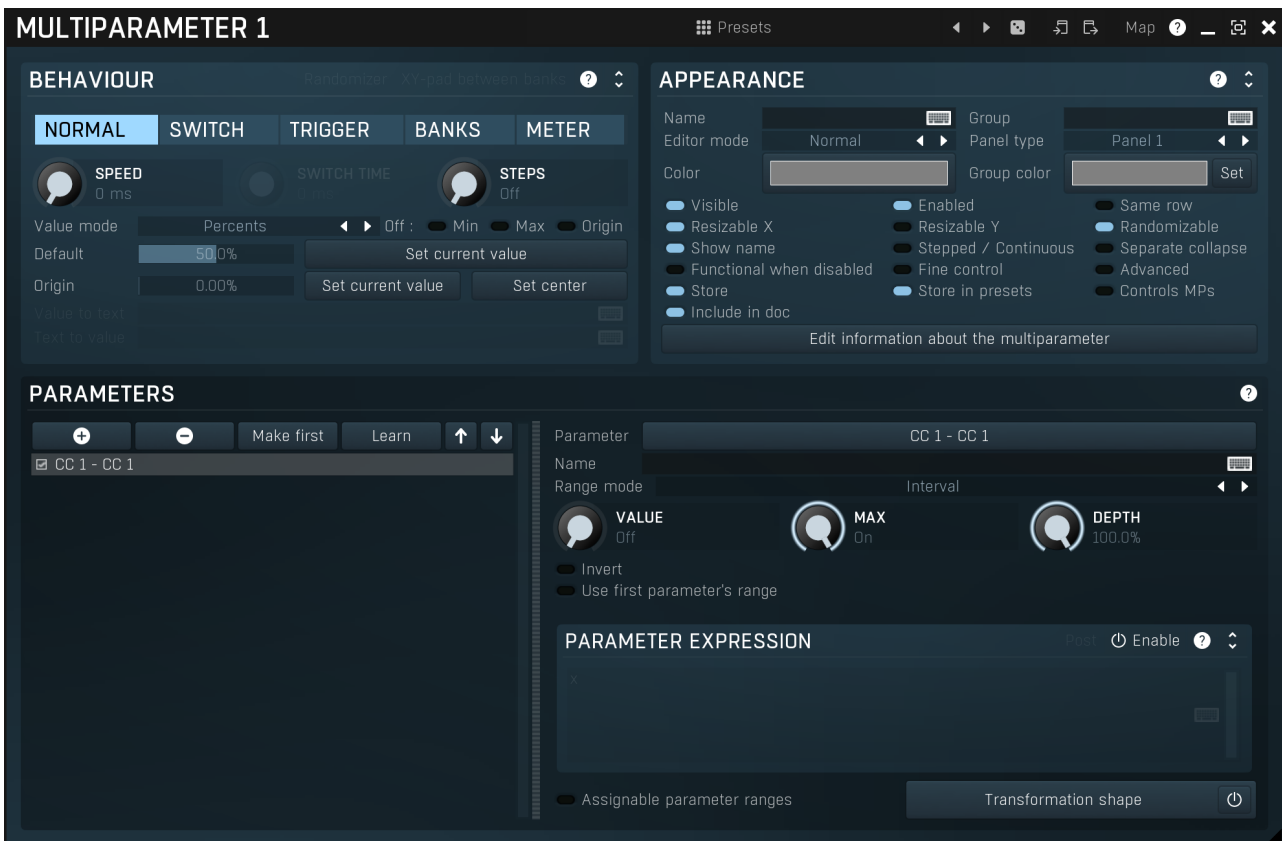 MULTIPARAMETER 1 Presets Map ?
BEHAVIOUR Randomizer XY-pad between banks ?
NORMAL SWITCH TRIGGER BANKS METER
SPEED SWITCH TIME STEPS
0 ms 0 ms Off
Value mode Percents Off : Min Max Origin
Default 50.0% Set current value
Origin 0.00% Set current value Set center
Value to text
Text to value
APPEARANCE ?
Name Group
Editor mode Normal Panel type Panel 1
Color Group color Set
Visible Enabled Same row
Resizable X Resizable Y Randomizable
Show name Stepped / Continuous Separate collapse
Functional when disabled Fine control Advanced
Store Store in presets Controls MPs
Include in doc
Edit information about the multiparameter
PARAMETERS ?
Make first Learn
CC 1 - CC 1
Parameter CC 1 - CC 1
Name
Range mode Interval
VALUE MAX DEPTH
Off On 100.0%
Invert
Use first parameter's range
PARAMETER EXPRESSION Post Enable ?
x
Assignable parameter ranges Transformation shape